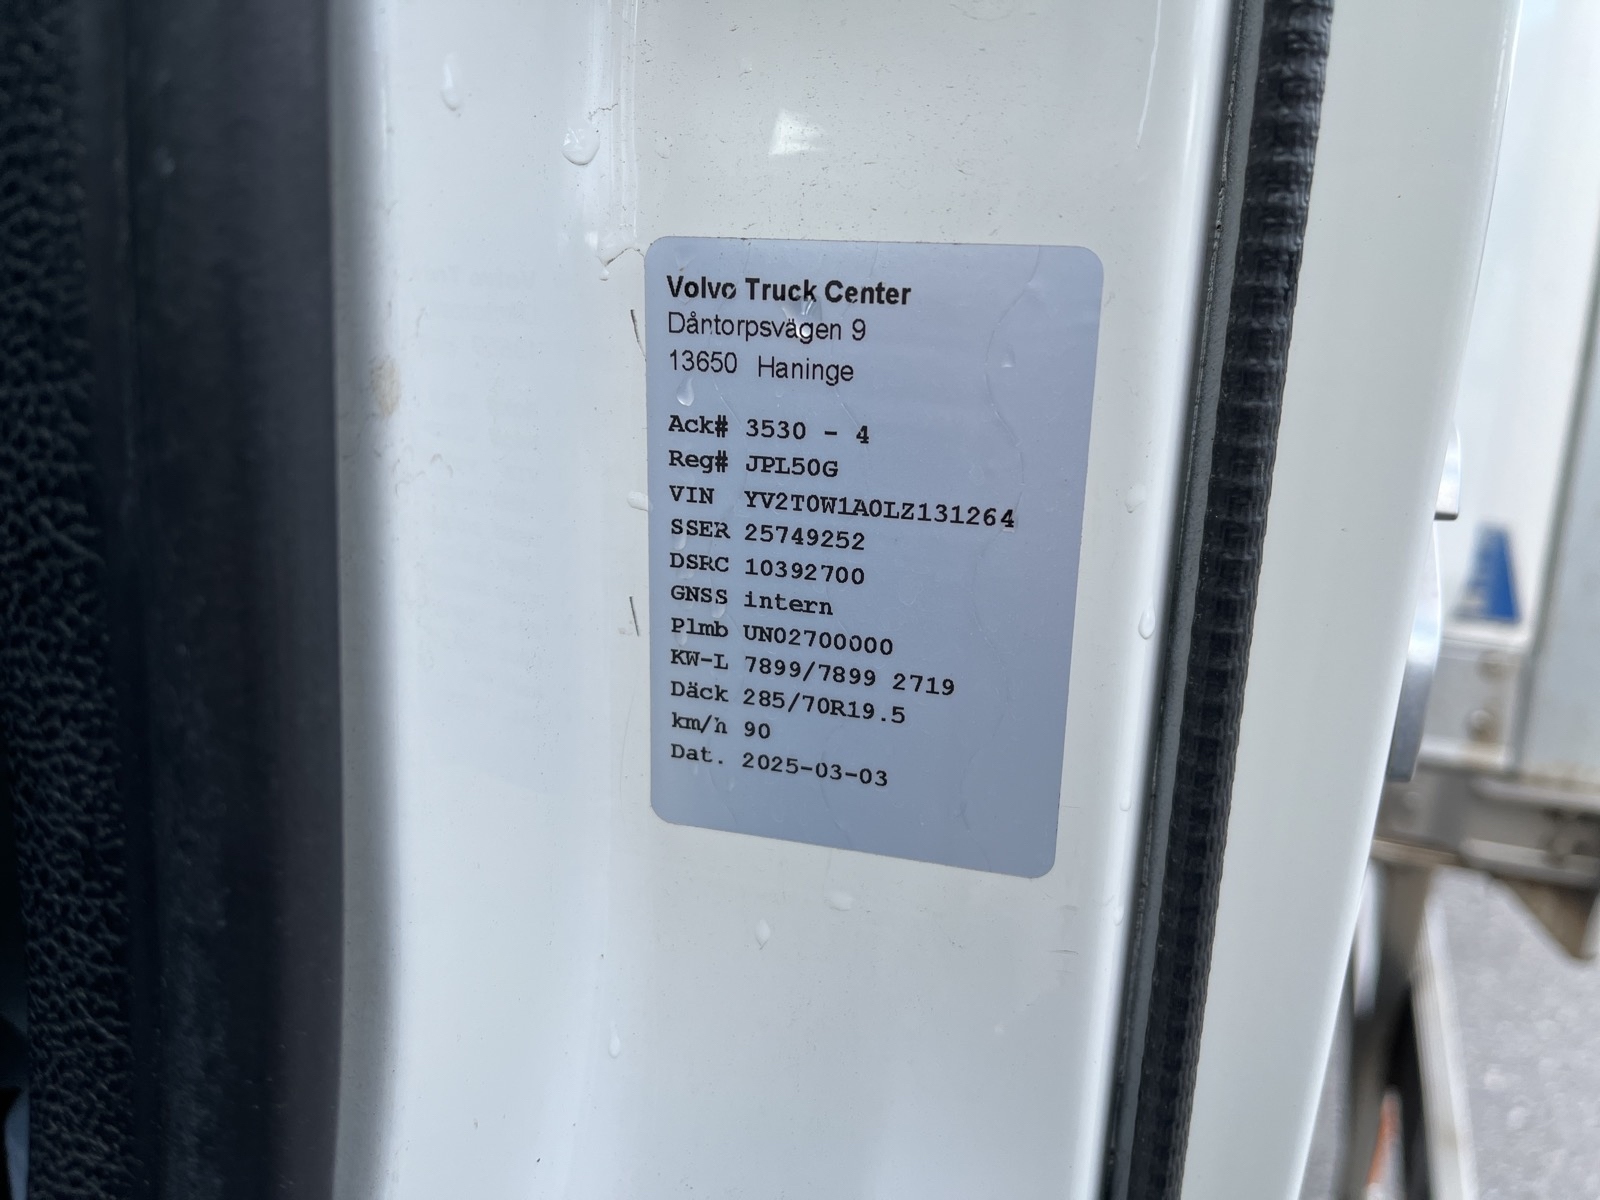 Volvo Truck Center
Dåntorpsvägen 9
13650 Haninge
Ack# 3530 - 4
Reg# JPL50G
VIN YV2T0W1A0LZ131264
SSER 25749252
DSRC 10392700
GNSS intern
Plmb UN02700000
KW-L 7899/7899 2719
Däck 285/70R19.5
km/h 90
Dat. 2025-03-03